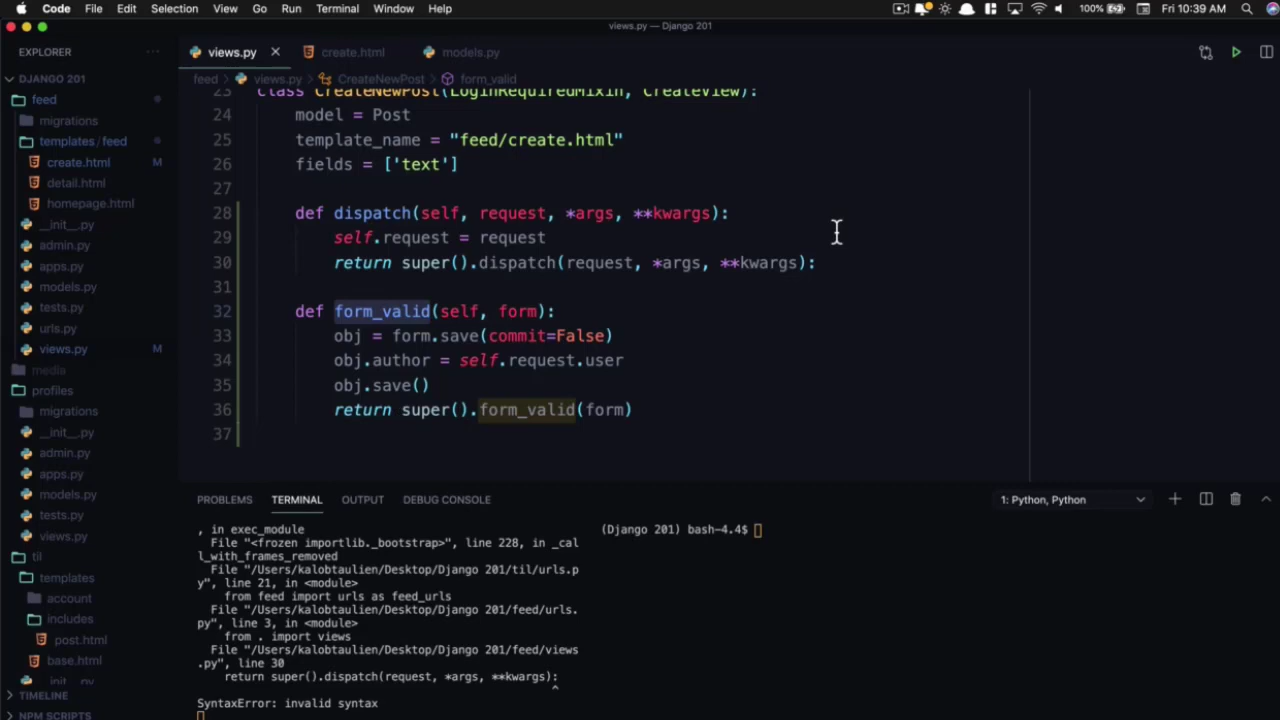 Code File Edit Selection View Go Run Terminal Window Help 100% Fri 10:39 AM
views.py — Django 201
EXPLORER ...
views.py create.html models.py
DJANGO 201
feed > views.py > CreateNewPost > form_valid
feed
migrations
templates/feed
create.html M
detail.html
homepage.html
__init__.py
admin.py
apps.py
models.py
tests.py
urls.py
views.py M
media
profiles
migrations
__init__.py
admin.py
apps.py
models.py
tests.py
views.py
til
templates
account
includes
post.html
base.html
__init__.py
TIMELINE
NPM SCRIPTS
23 class CreateNewPost(LoginRequiredMixin, CreateView):
24 model = Post
25 template_name = "feed/create.html"
26 fields = ['text']
27
28 def dispatch(self, request, *args, **kwargs):
29 self.request = request
30 return super().dispatch(request, *args, **kwargs):
31
32 def form_valid(self, form):
33 obj = form.save(commit=False)
34 obj.author = self.request.user
35 obj.save()
36 return super().form_valid(form)
37
PROBLEMS TERMINAL OUTPUT DEBUG CONSOLE 1: Python, Python
, in exec_module
File "<frozen importlib._bootstrap>", line 228, in _cal
l_with_frames_removed
File "/Users/kalobtaulien/Desktop/Django 201/til/urls.p
y", line 21, in <module>
from feed import urls as feed_urls
File "/Users/kalobtaulien/Desktop/Django 201/feed/urls.
py", line 3, in <module>
from . import views
File "/Users/kalobtaulien/Desktop/Django 201/feed/views
.py", line 30
return super().dispatch(request, *args, **kwargs):
^
SyntaxError: invalid syntax
(Django 201) bash-4.4$